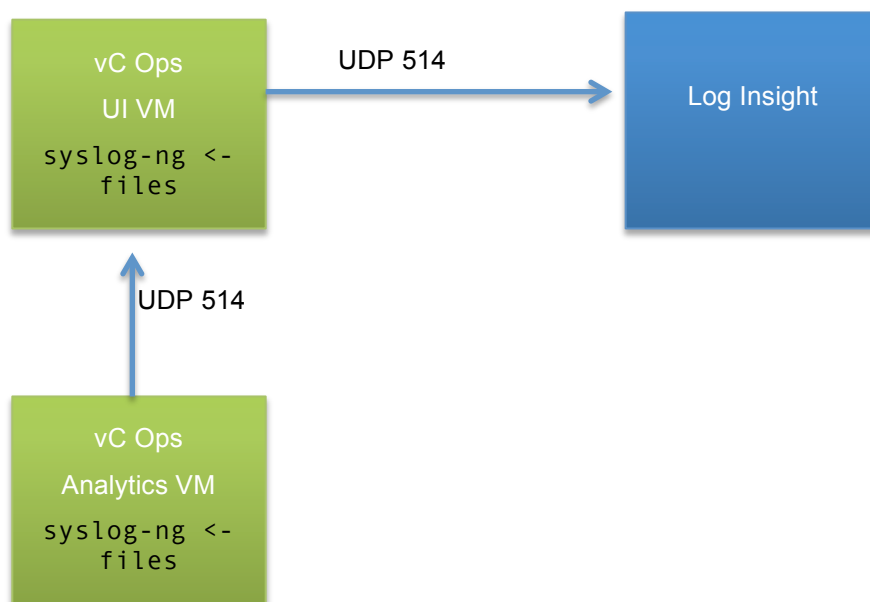 vC Ops
UI VM
syslog-ng <-
files
UDP 514
Log Insight
UDP 514
vC Ops
Analytics VM
syslog-ng <-
files